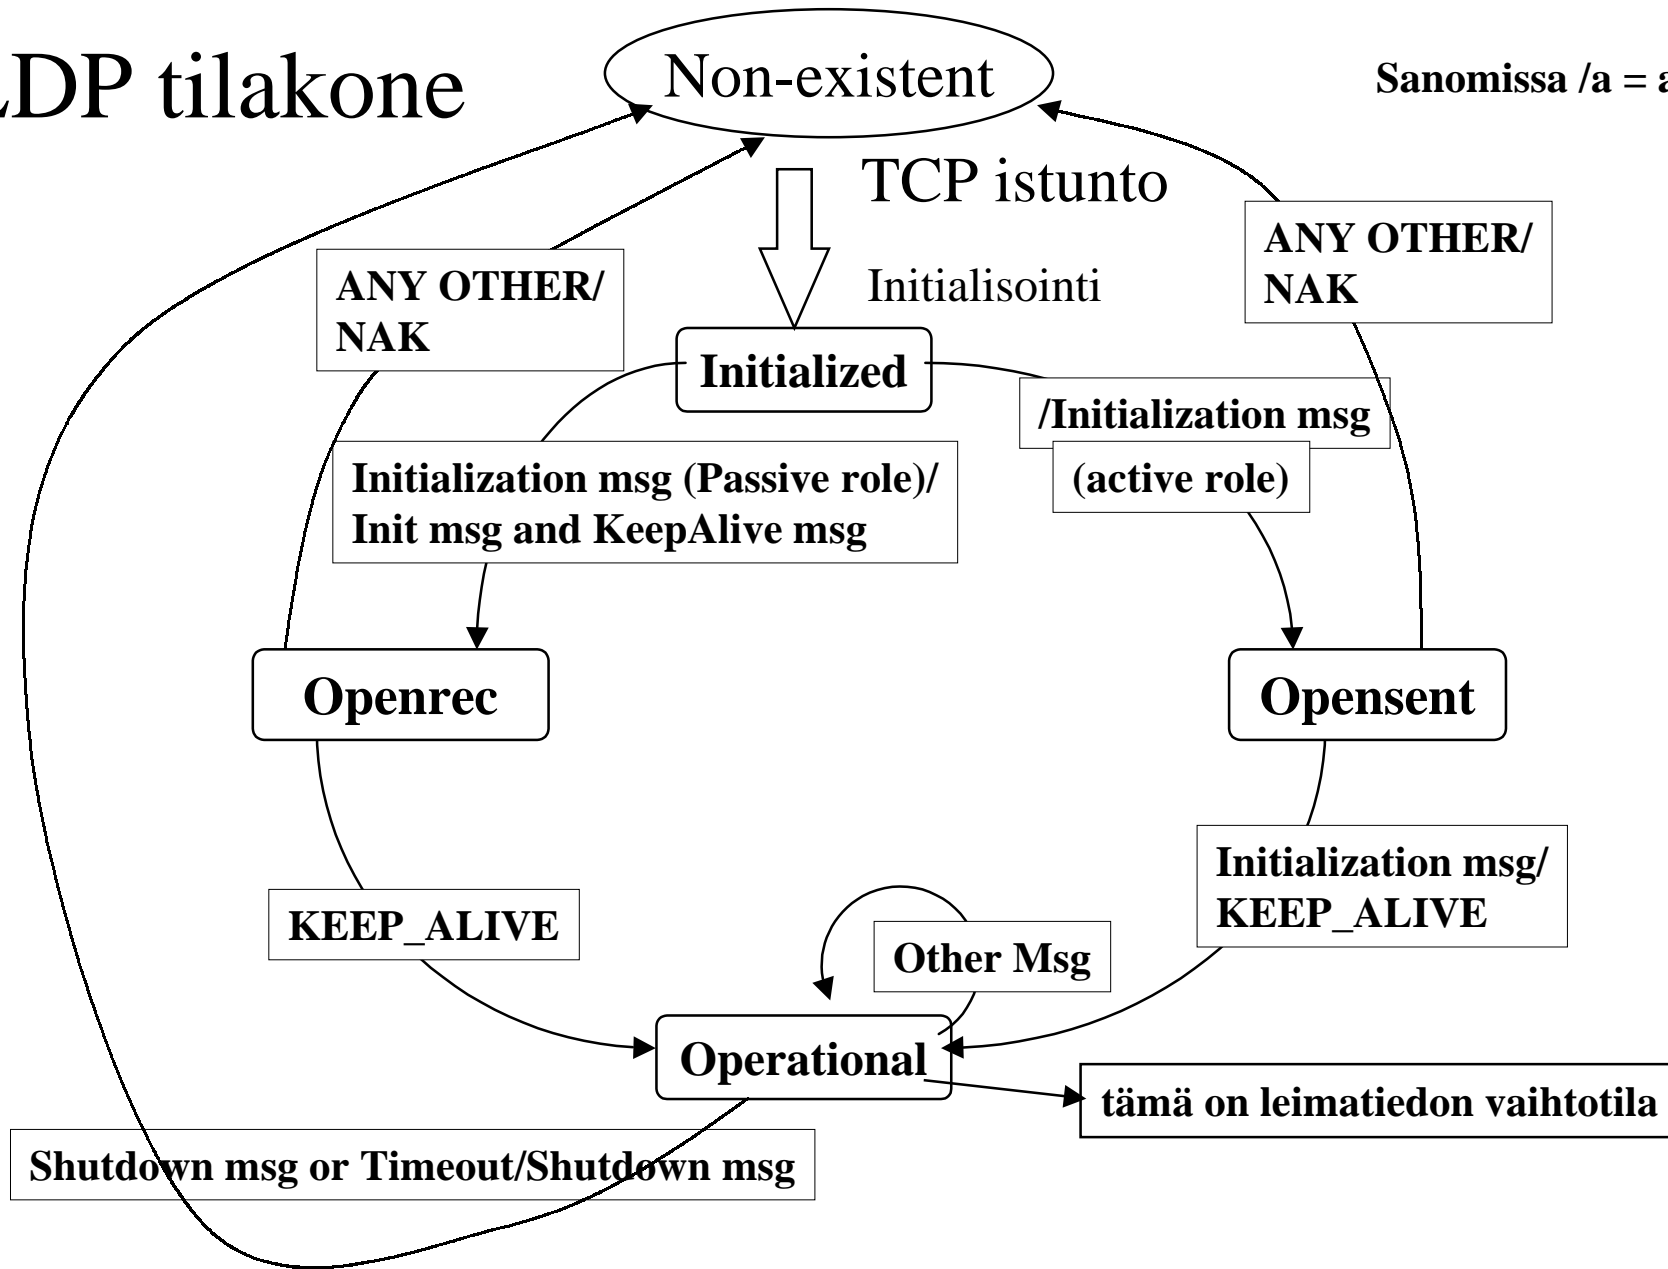 DP tilakone
Non-existent
Sanomissa /a =
TCP istunto
Initialisointi
ANY OTHER/
NAK
ANY OTHER/
NAK
Initialized
/Initialization msg
(active role)
Initialization msg (Passive role)/
Init msg and KeepAlive msg
Openrec
Opensent
Initialization msg/
KEEP_ALIVE
KEEP_ALIVE
Other Msg
Operational
tämä on leimatiedon vaihtotila
Shutdown msg or Timeout/Shutdown msg